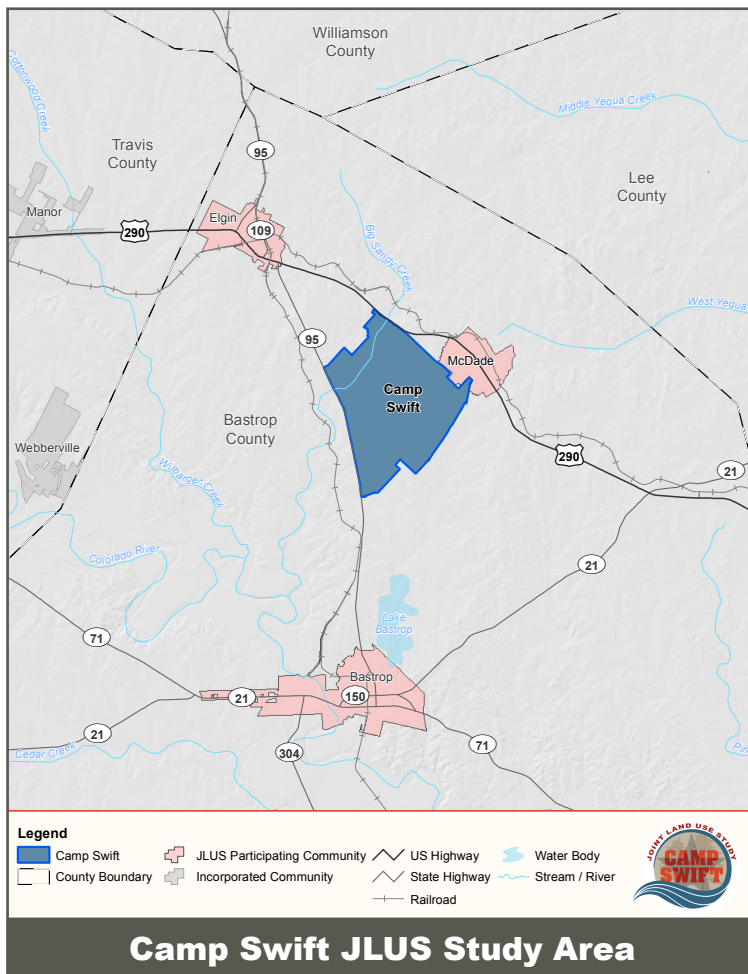 Williamson
County
Cottonwood Creek
Middle Yegua Creek
Travis
County
95
Lee
County
Manor
Elgin
290
109
Big Sandy Creek
West Yegua
95
McDade
Camp
Swift
Bastrop
County
Webberville
290
21
Wilbarger Creek
Colorado River
21
Lake
Bastrop
71
Bastrop
21
150
21
304
71
Cedar Creek
Pin
Legend
Camp Swift
JLUS Participating Community
US Highway
Water Body
County Boundary
Incorporated Community
State Highway
Stream / River
Railroad
JOINT LAND USE STUDY
CAMP
SWIFT
Camp Swift JLUS Study Area